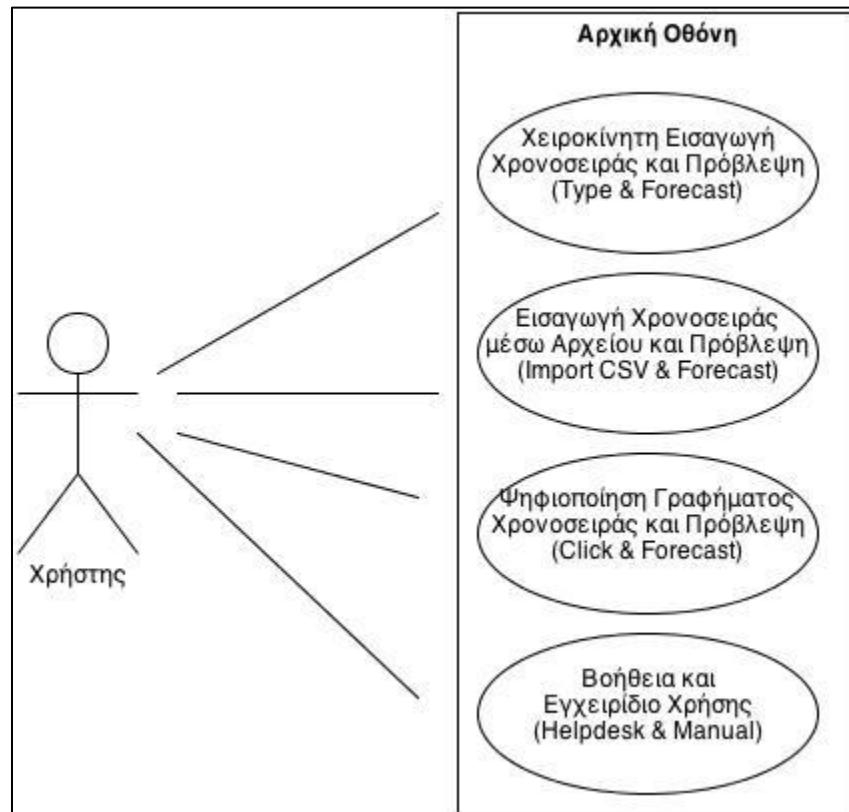 Αρχική Οθόνη
Χειροκίνητη Εισαγωγή
Χρονοσειράς και Πρόβλεψη
(Type & Forecast)
Εισαγωγή Χρονοσειράς
μέσω Αρχείου και Πρόβλεψη
(Import CSV & Forecast)
Ψηφιοποίηση Γραφήματος
Χρονοσειράς και Πρόβλεψη
(Click & Forecast)
Βοήθεια και
Εγχειρίδιο Χρήσης
(Helpdesk & Manual)
Χρήστης